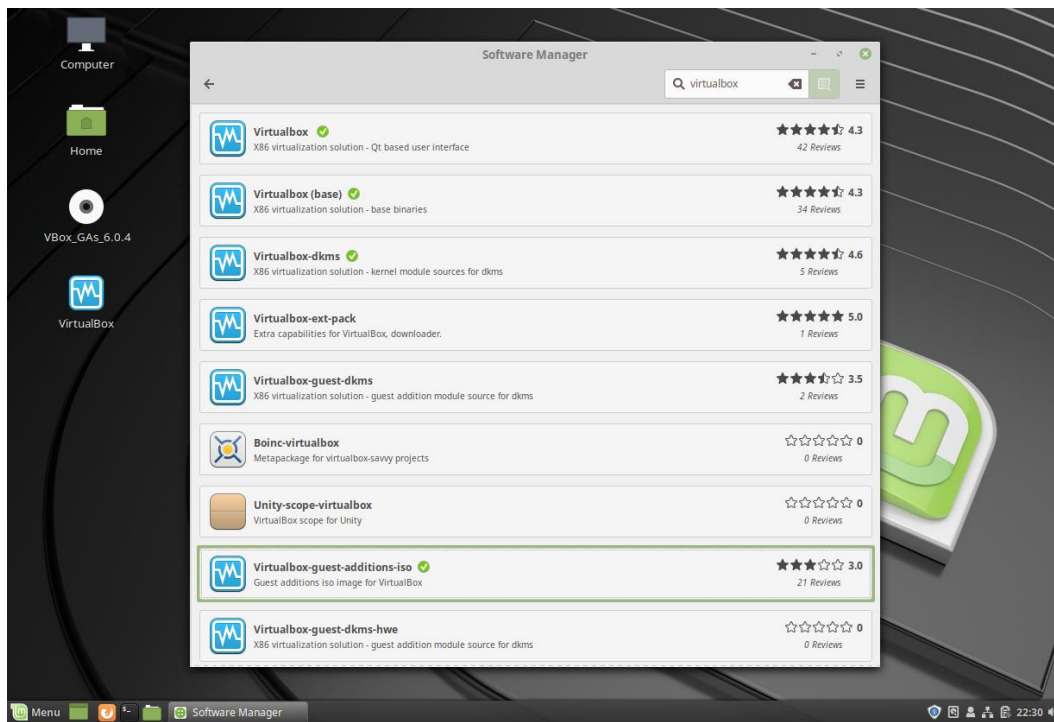 Computer
Home
VBox_GAs_6.0.4
VirtualBox
Software Manager
virtualbox
Virtualbox
X86 virtualization solution - Qt based user interface
4.3
42 Reviews
Virtualbox (base)
X86 virtualization solution - base binaries
4.3
34 Reviews
Virtualbox-dkms
X86 virtualization solution - kernel module sources for dkms
4.6
5 Reviews
Virtualbox-ext-pack
Extra capabilities for VirtualBox, downloader.
5.0
1 Reviews
Virtualbox-guest-dkms
X86 virtualization solution - guest addition module source for dkms
3.5
2 Reviews
Boinc-virtualbox
Metapackage for virtualbox-savvy projects
0
0 Reviews
Unity-scope-virtualbox
VirtualBox scope for Unity
0
0 Reviews
Virtualbox-guest-additions-iso
Guest additions iso image for VirtualBox
3.0
21 Reviews
Virtualbox-guest-dkms-hwe
X86 virtualization solution - guest addition module source for dkms
0
0 Reviews
Menu
Software Manager
22:30